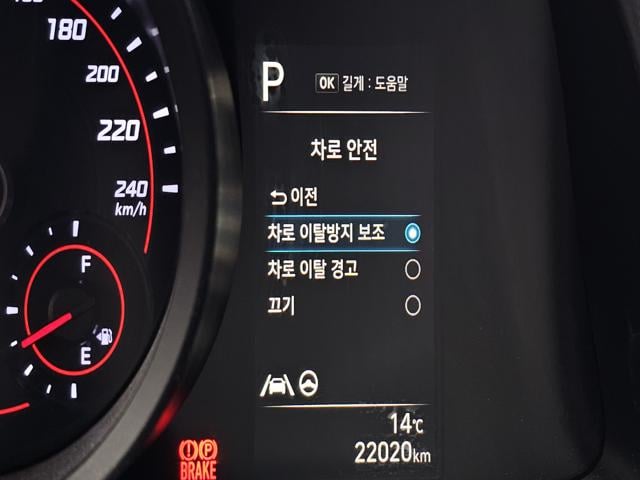 180
200
220
240
km/h
F
E
P OK 길게 : 도움말
차로 안전
이전
차로 이탈방지 보조
차로 이탈 경고
끄기
14℃
22020km
(!) (P)
BRAKE